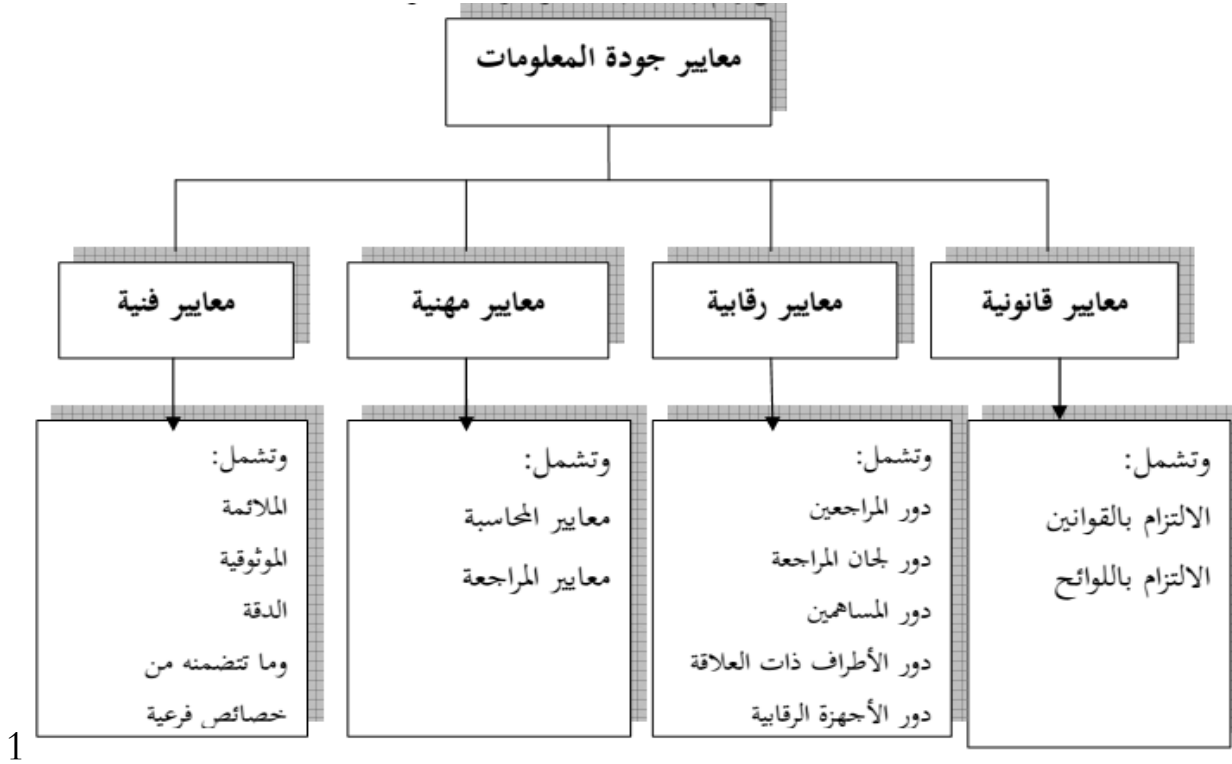 معايير جودة المعلومات
معايير قانونية
معايير رقابية
معايير مهنية
معايير فنية
وتشمل:
الالتزام بالقوانين
الالتزام باللوائح
وتشمل:
دور المراجعين
دور لجان المراجعة
دور المساهمين
دور الأطراف ذات العلاقة
دور الأجهزة الرقابية
وتشمل:
معايير المحاسبة
معايير المراجعة
وتشمل:
الملائمة
الموثوقية
الدقة
وما تتضمنه من
خصائص فرعية
1